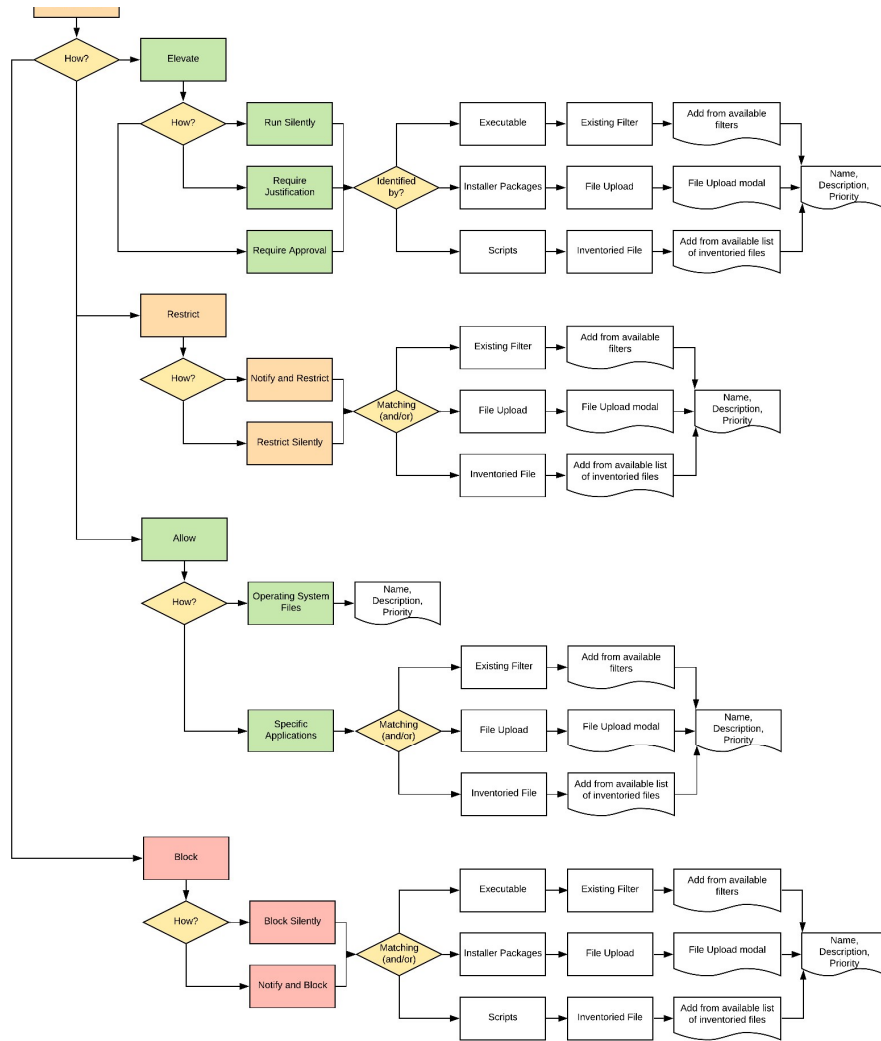 How?
Elevate
How?
Run Silently
Require
Justification
Require Approval
Identified
by?
Executable
Existing Filter
Add from available
filters
Installer Packages
File Upload
File Upload modal
Name,
Description,
Priority
Scripts
Inventoried File
Add from available list
of inventoried files
Restrict
How?
Notify and Restrict
Restrict Silently
Matching
(and/or)
Existing Filter
Add from available
filters
File Upload
File Upload modal
Name,
Description,
Priority
Inventoried File
Add from available list
of inventoried files
Allow
How?
Operating System
Files
Name,
Description,
Priority
Specific
Applications
Matching
(and/or)
Existing Filter
Add from available
filters
File Upload
File Upload modal
Name,
Description,
Priority
Inventoried File
Add from available list
of inventoried files
Block
How?
Block Silently
Notify and Block
Matching
(and/or)
Executable
Existing Filter
Add from available
filters
Installer Packages
File Upload
File Upload modal
Name,
Description,
Priority
Scripts
Inventoried File
Add from available list
of inventoried files